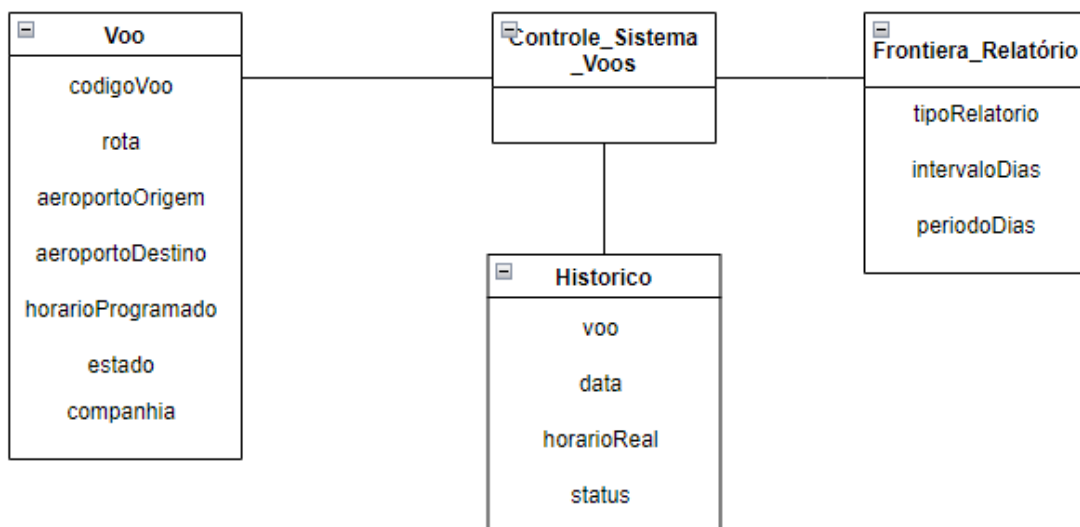 Voo
codigoVoo
rota
aeroportoOrigem
aeroportoDestino
horarioProgramado
estado
companhia
Controle_Sistema
_Voos
Frontiera_Relatório
tipoRelatorio
intervaloDias
periodoDias
Historico
voo
data
horarioReal
status